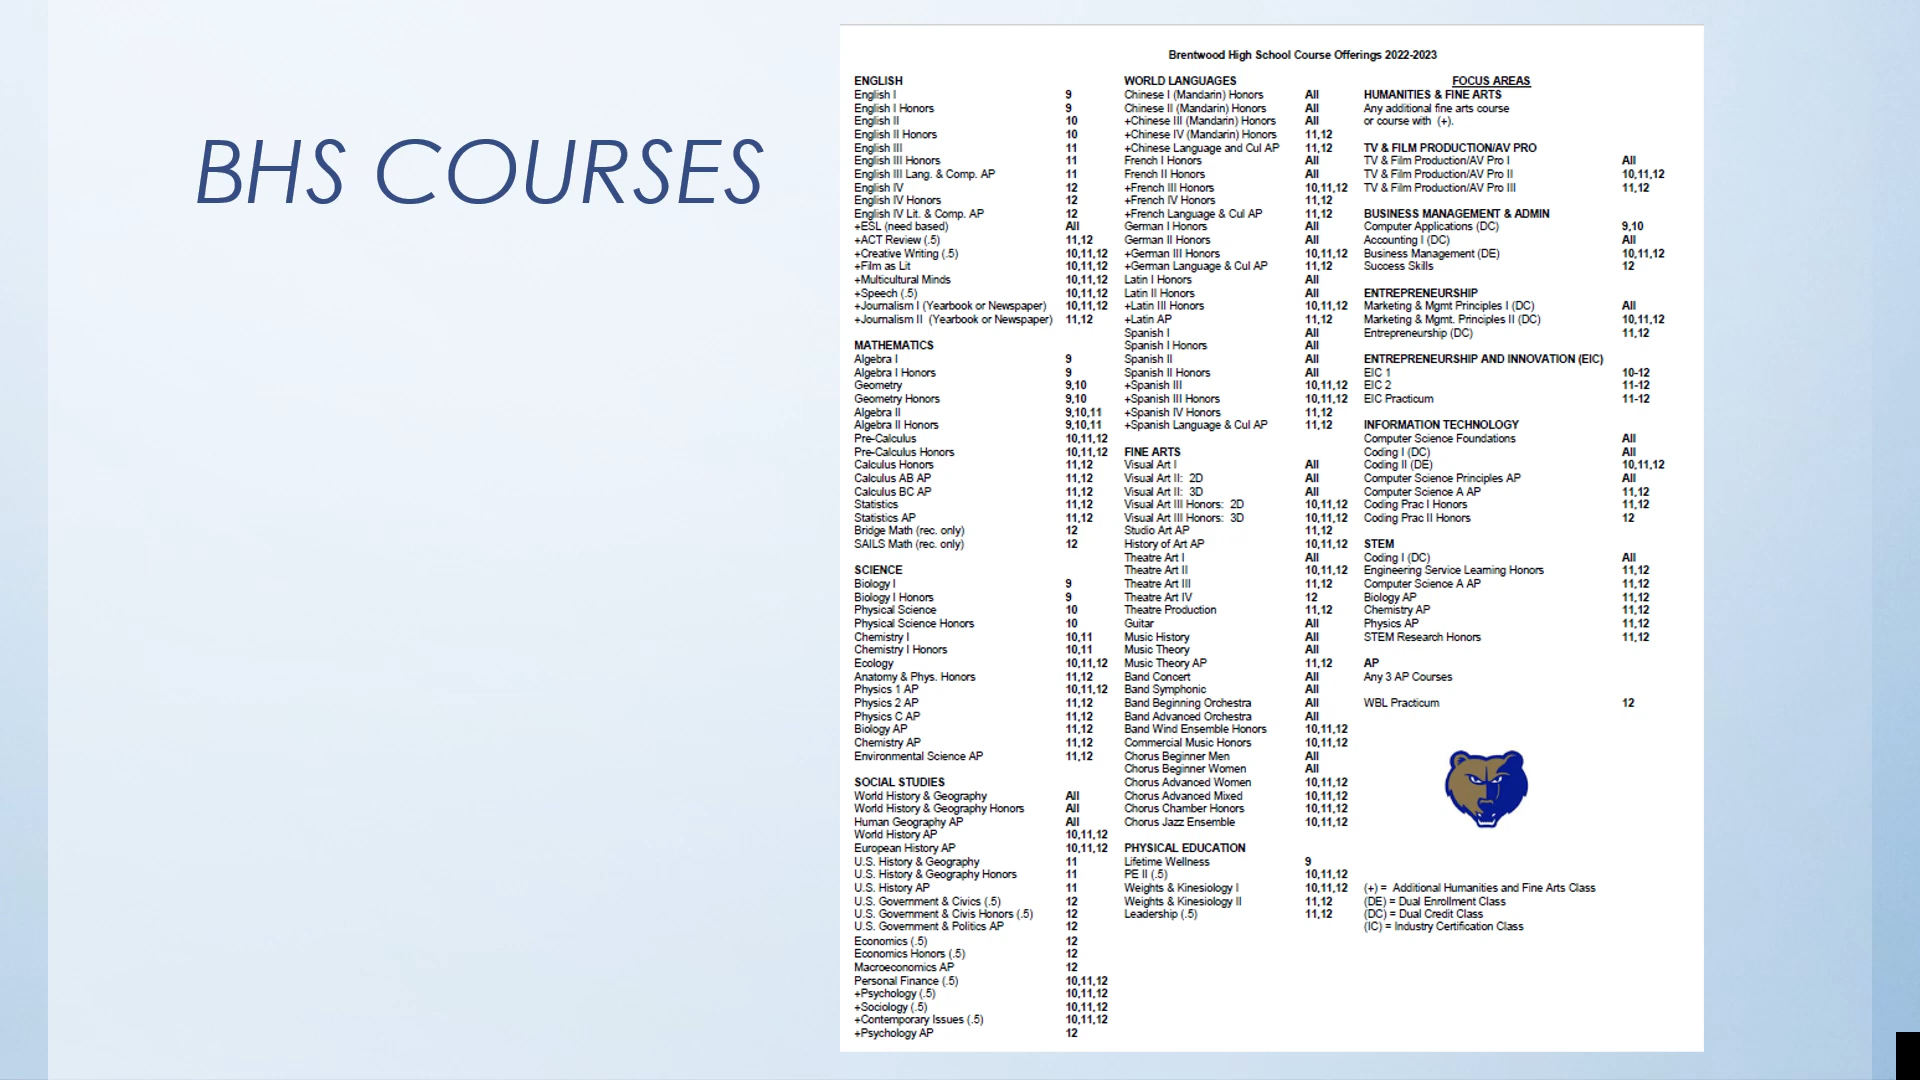 BHS COURSES
Brentwood High School Course Offerings 2022-2023
ENGLISH
English I 9
English I Honors 9
English II 10
English II Honors 10
English III 11
English III Honors 11
English III Lang. & Comp. AP 11
English IV 12
English IV Honors 12
English IV Lit. & Comp. AP 12
+ESL (need based) All
+ACT Review (.5) 11,12
+Creative Writing (.5) 10,11,12
+Film as Lit 10,11,12
+Multicultural Minds 10,11,12
+Speech (.5) 10,11,12
+Journalism I (Yearbook or Newspaper) 10,11,12
+Journalism II (Yearbook or Newspaper) 11,12
MATHEMATICS
Algebra I 9
Algebra I Honors 9
Geometry 9,10
Geometry Honors 9,10
Algebra II 9,10,11
Algebra II Honors 9,10,11
Pre-Calculus 10,11,12
Pre-Calculus Honors 10,11,12
Calculus Honors 11,12
Calculus AB AP 11,12
Calculus BC AP 11,12
Statistics 11,12
Statistics AP 11,12
Bridge Math (rec. only) 12
SAILS Math (rec. only) 12
SCIENCE
Biology I 9
Biology I Honors 9
Physical Science 10
Physical Science Honors 10
Chemistry I 10,11
Chemistry I Honors 10,11
Ecology 10,11,12
Anatomy & Phys. Honors 11,12
Physics 1 AP 10,11,12
Physics 2 AP 11,12
Physics C AP 11,12
Biology AP 11,12
Chemistry AP 11,12
Environmental Science AP 11,12
SOCIAL STUDIES
World History & Geography All
World History & Geography Honors All
Human Geography AP All
World History AP 10,11,12
European History AP 10,11,12
U.S. History & Geography 11
U.S. History & Geography Honors 11
U.S. History AP 11
U.S. Government & Civics (.5) 12
U.S. Government & Civis Honors (.5) 12
U.S. Government & Politics AP 12
Economics (.5) 12
Economics Honors (.5) 12
Macroeconomics AP 12
Personal Finance (.5) 10,11,12
+Psychology (.5) 10,11,12
+Sociology (.5) 10,11,12
+Contemporary Issues (.5) 10,11,12
+Psychology AP 12
WORLD LANGUAGES
Chinese I (Mandarin) Honors All
Chinese II (Mandarin) Honors All
+Chinese III (Mandarin) Honors All
+Chinese IV (Mandarin) Honors 11,12
+Chinese Language and Cul AP 11,12
French I Honors All
French II Honors All
+French III Honors 10,11,12
+French IV Honors 11,12
+French Language & Cul AP 11,12
German I Honors All
German II Honors All
+German III Honors 10,11,12
+German Language & Cul AP 11,12
Latin I Honors All
Latin II Honors All
+Latin III Honors 10,11,12
+Latin AP 11,12
Spanish I All
Spanish I Honors All
Spanish II All
Spanish II Honors All
+Spanish III 10,11,12
+Spanish III Honors 10,11,12
+Spanish IV Honors 11,12
+Spanish Language & Cul AP 11,12
FINE ARTS
Visual Art I All
Visual Art II: 2D All
Visual Art II: 3D All
Visual Art III Honors: 2D 10,11,12
Visual Art III Honors: 3D 10,11,12
Studio Art AP 11,12
History of Art AP 10,11,12
Theatre Art I All
Theatre Art II 10,11,12
Theatre Art III 11,12
Theatre Art IV 12
Theatre Production 11,12
Guitar All
Music History All
Music Theory All
Music Theory AP 11,12
Band Concert All
Band Symphonic All
Band Beginning Orchestra All
Band Advanced Orchestra All
Band Wind Ensemble Honors 10,11,12
Commercial Music Honors 10,11,12
Chorus Beginner Men All
Chorus Beginner Women All
Chorus Advanced Women 10,11,12
Chorus Advanced Mixed 10,11,12
Chorus Chamber Honors 10,11,12
Chorus Jazz Ensemble 10,11,12
PHYSICAL EDUCATION
Lifetime Wellness 9
PE II (.5) 10,11,12
Weights & Kinesiology I 10,11,12
Weights & Kinesiology II 11,12
Leadership (.5) 11,12
FOCUS AREAS
HUMANITIES & FINE ARTS
Any additional fine arts course
or course with (+).
TV & FILM PRODUCTION/AV PRO
TV & Film Production/AV Pro I All
TV & Film Production/AV Pro II 10,11,12
TV & Film Production/AV Pro III 11,12
BUSINESS MANAGEMENT & ADMIN
Computer Applications (DC) 9,10
Accounting I (DC) All
Business Management (DE) 10,11,12
Success Skills 12
ENTREPRENEURSHIP
Marketing & Mgmt Principles I (DC) All
Marketing & Mgmt. Principles II (DC) 10,11,12
Entrepreneurship (DC) 11,12
ENTREPRENEURSHIP AND INNOVATION (EIC)
EIC 1 10-12
EIC 2 11-12
EIC Practicum 11-12
INFORMATION TECHNOLOGY
Computer Science Foundations All
Coding I (DC) All
Coding II (DE) 10,11,12
Computer Science Principles AP All
Computer Science A AP 11,12
Coding Prac I Honors 11,12
Coding Prac II Honors 12
STEM
Coding I (DC) All
Engineering Service Learning Honors 11,12
Computer Science A AP 11,12
Biology AP 11,12
Chemistry AP 11,12
Physics AP 11,12
STEM Research Honors 11,12
AP
Any 3 AP Courses
WBL Practicum 12
(+) = Additional Humanities and Fine Arts Class
(DE) = Dual Enrollment Class
(DC) = Dual Credit Class
(IC) = Industry Certification Class